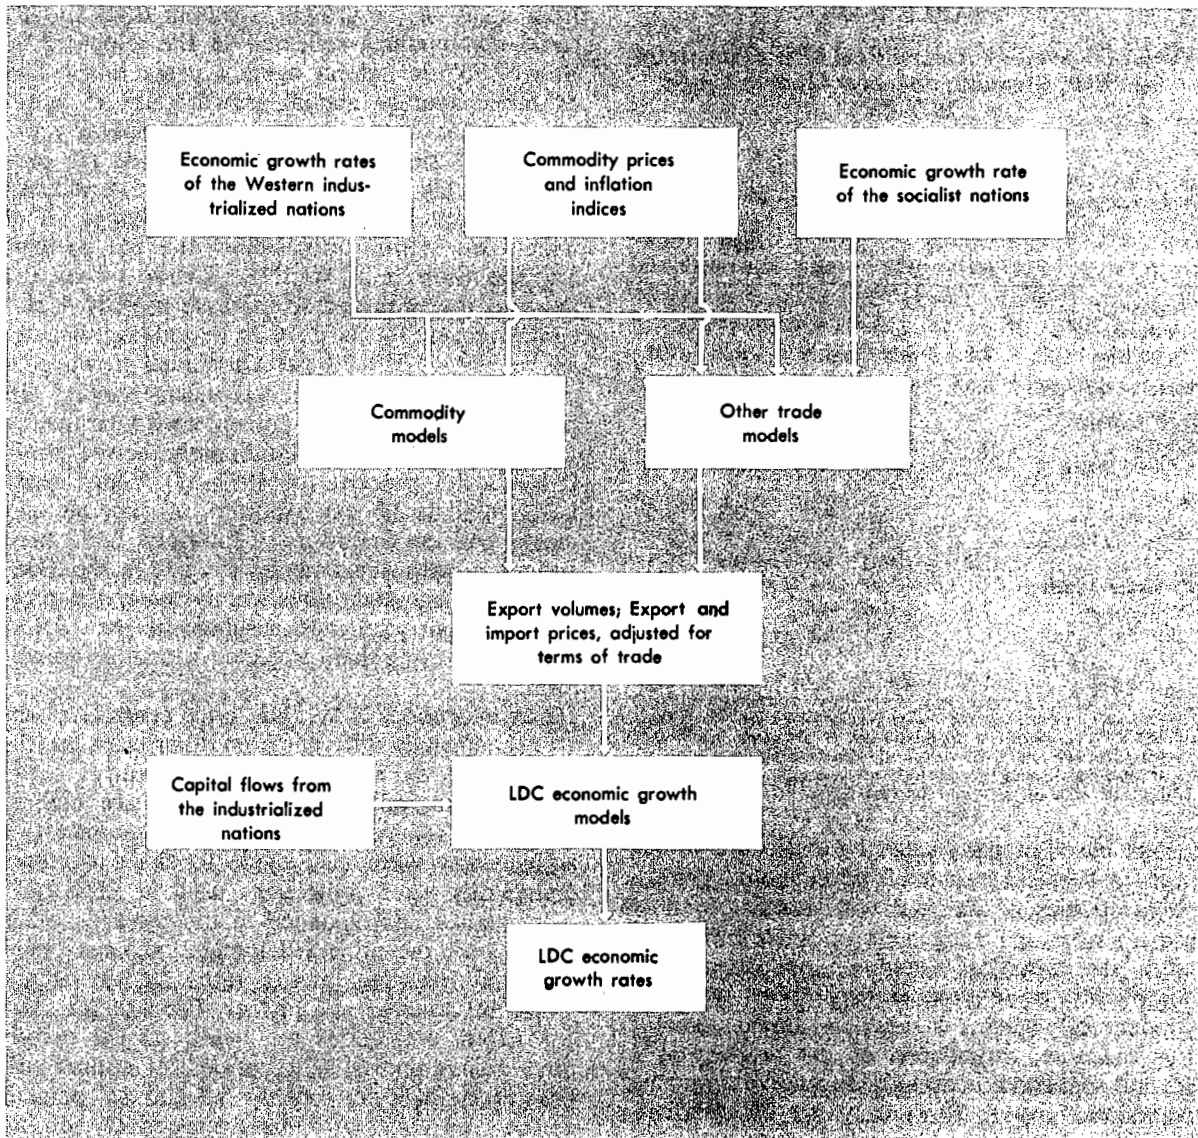 Economic growth rates
of the Western indus-
trialized nations
Commodity prices
and inflation
indices
Economic growth rate
of the socialist nations
Commodity
models
Other trade
models
Export volumes; Export and
import prices, adjusted for
terms of trade
Capital flows from
the industrialized
nations
LDC economic growth
models
LDC economic
growth rates